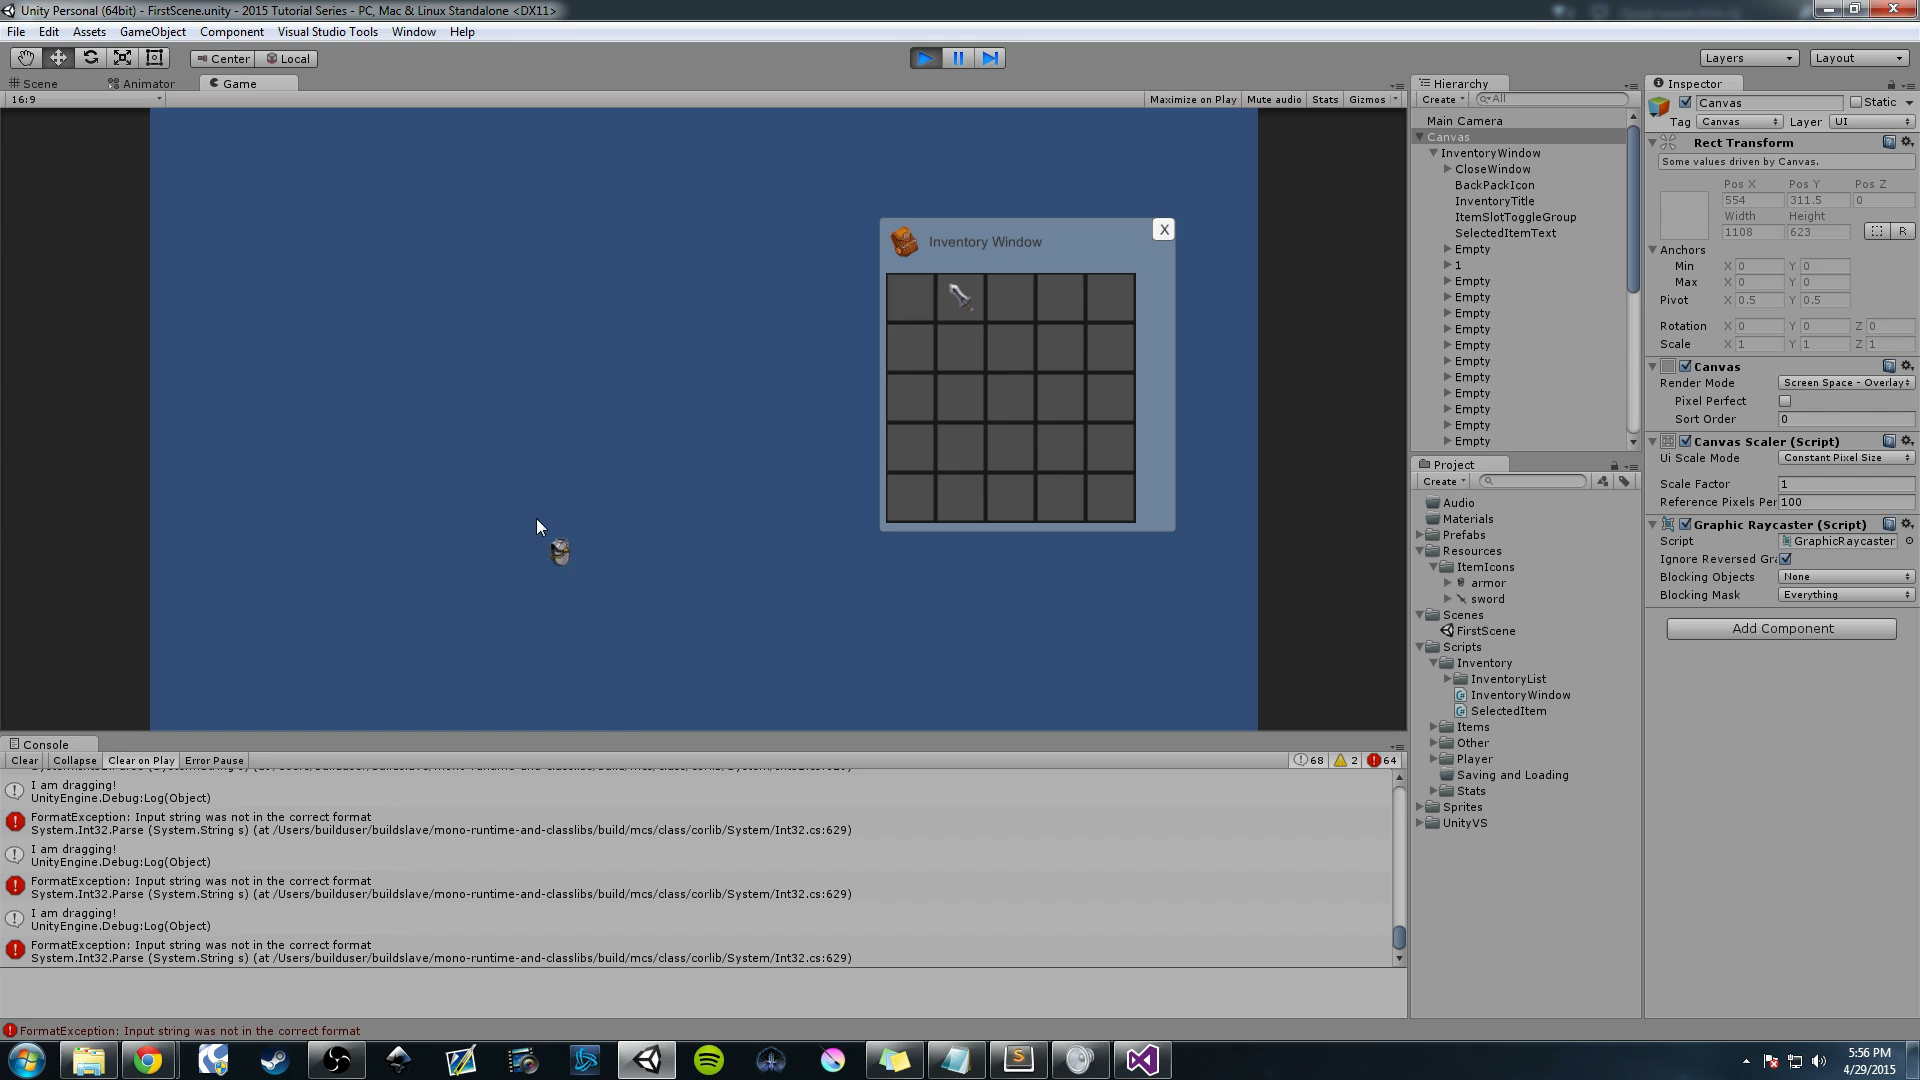 Unity Personal (64bit) - FirstScene.unity - 2015 Tutorial Series - PC, Mac & Linux Standalone <DX11>
File Edit Assets GameObject Component Visual Studio Tools Window Help
Center Local Layers Layout
Scene Animator Game
16:9 Maximize on Play Mute audio Stats Gizmos
Inventory Window X
Hierarchy
Create All
Main Camera
Canvas
InventoryWindow
CloseWindow
BackPackIcon
InventoryTitle
ItemSlotToggleGroup
SelectedItemText
Empty
1
Empty
Empty
Empty
Empty
Empty
Empty
Empty
Empty
Empty
Empty
Empty
Project
Create
Audio
Materials
Prefabs
Resources
ItemIcons
armor
sword
Scenes
FirstScene
Scripts
Inventory
InventoryList
InventoryWindow
SelectedItem
Items
Other
Player
Saving and Loading
Stats
Sprites
UnityVS
Inspector
Canvas Static
Tag Canvas Layer UI
Rect Transform
Some values driven by Canvas.
Pos X Pos Y Pos Z
554 311.5 0
Width Height
1108 623 R
Anchors
Min X 0 Y 0
Max X 0 Y 0
Pivot X 0.5 Y 0.5
Rotation X 0 Y 0 Z 0
Scale X 1 Y 1 Z 1
Canvas
Render Mode Screen Space - Overlay
Pixel Perfect
Sort Order 0
Canvas Scaler (Script)
Ui Scale Mode Constant Pixel Size
Scale Factor 1
Reference Pixels Per 100
Graphic Raycaster (Script)
Script GraphicRaycaster
Ignore Reversed Gra
Blocking Objects None
Blocking Mask Everything
Add Component
Console
Clear Collapse Clear on Play Error Pause 68 2 64
I am dragging!
UnityEngine.Debug:Log(Object)
FormatException: Input string was not in the correct format
System.Int32.Parse (System.String s) (at /Users/builduser/buildslave/mono-runtime-and-classlibs/build/mcs/class/corlib/System/Int32.cs:629)
I am dragging!
UnityEngine.Debug:Log(Object)
FormatException: Input string was not in the correct format
System.Int32.Parse (System.String s) (at /Users/builduser/buildslave/mono-runtime-and-classlibs/build/mcs/class/corlib/System/Int32.cs:629)
I am dragging!
UnityEngine.Debug:Log(Object)
FormatException: Input string was not in the correct format
System.Int32.Parse (System.String s) (at /Users/builduser/buildslave/mono-runtime-and-classlibs/build/mcs/class/corlib/System/Int32.cs:629)
FormatException: Input string was not in the correct format
5:56 PM
4/29/2015